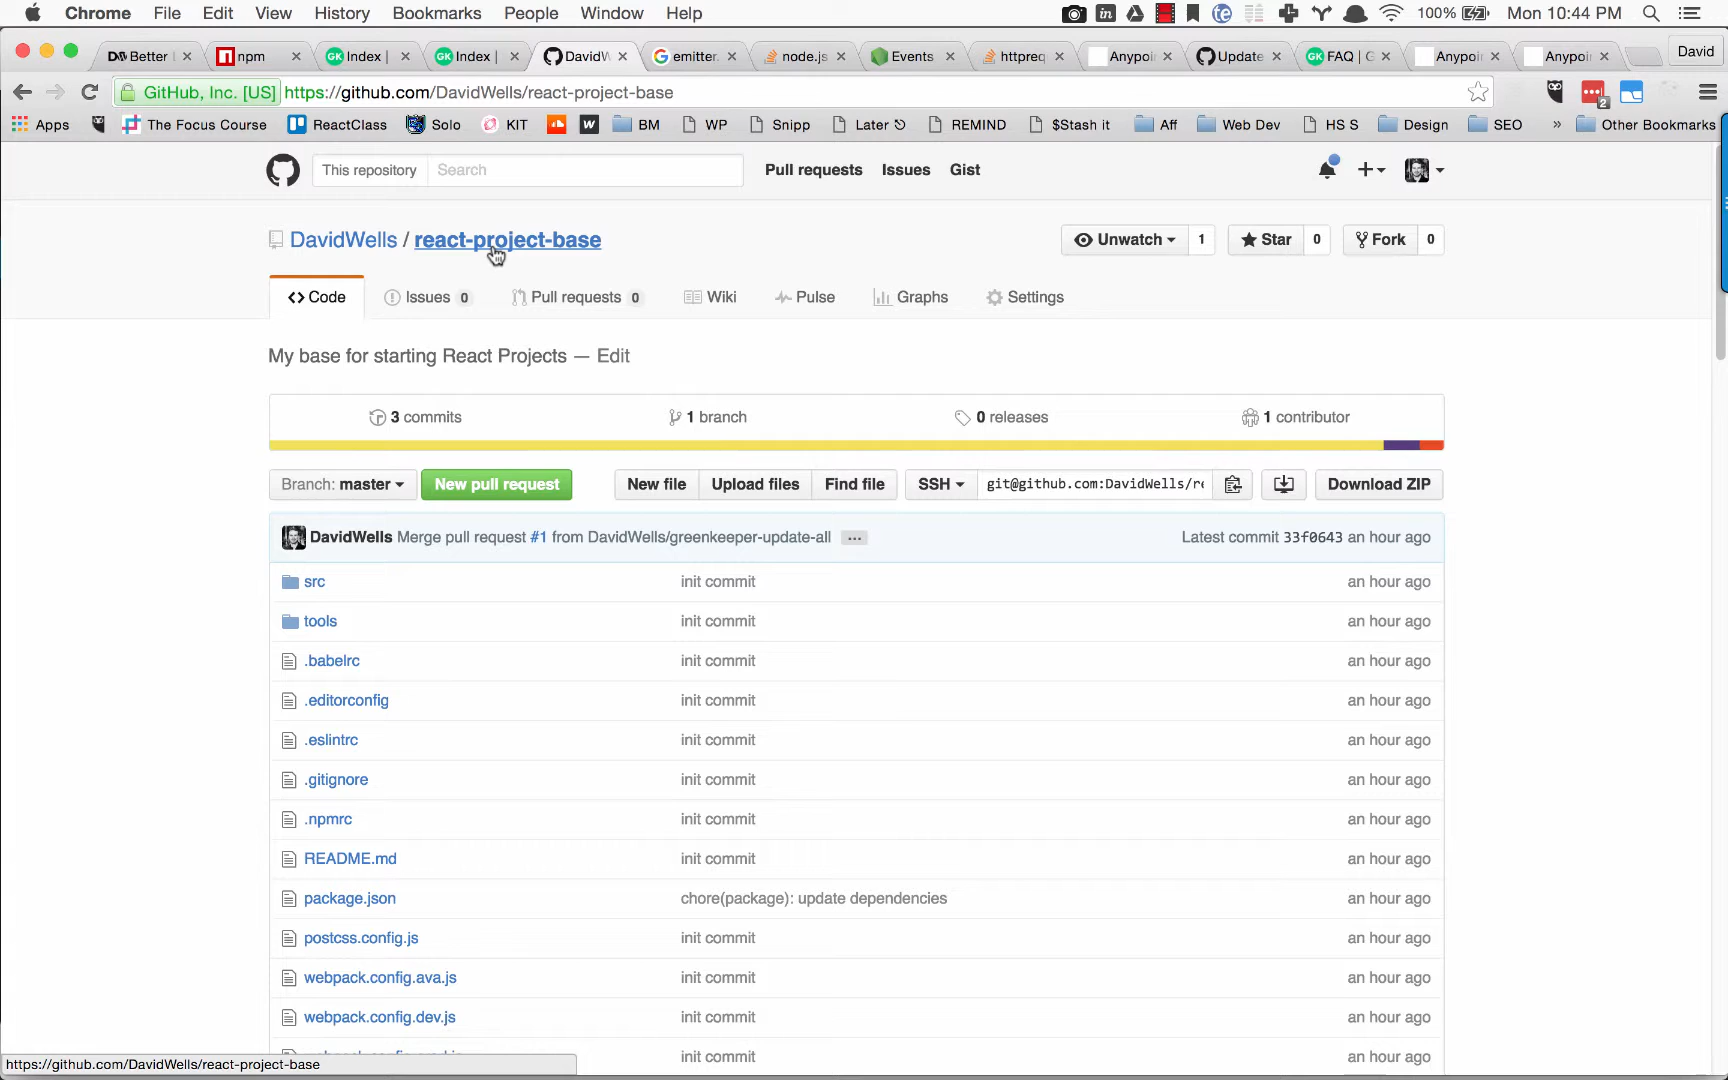 Chrome File Edit View History Bookmarks People Window Help 100% Mon 10:44 PM
Better npm Index | Index | DavidW emitter. node.js Events httpreq Anypoin Update FAQ | G Anypoin Anypoin David
GitHub, Inc. [US] https://github.com/DavidWells/react-project-base 2
Apps The Focus Course ReactClass Solo KIT BM WP Snipp Later REMIND $Stash it Aff Web Dev HS S Design SEO » Other Bookmarks
This repository Search Pull requests Issues Gist
DavidWells / react-project-base Unwatch 1 Star 0 Fork 0
Code Issues 0 Pull requests 0 Wiki Pulse Graphs Settings
My base for starting React Projects — Edit
3 commits 1 branch 0 releases 1 contributor
Branch: master New pull request New file Upload files Find file SSH git@github.com:DavidWells/re Download ZIP
DavidWells Merge pull request #1 from DavidWells/greenkeeper-update-all … Latest commit 33f0643 an hour ago
src init commit an hour ago
tools init commit an hour ago
.babelrc init commit an hour ago
.editorconfig init commit an hour ago
.eslintrc init commit an hour ago
.gitignore init commit an hour ago
.npmrc init commit an hour ago
README.md init commit an hour ago
package.json chore(package): update dependencies an hour ago
postcss.config.js init commit an hour ago
webpack.config.ava.js init commit an hour ago
webpack.config.dev.js init commit an hour ago
init commit an hour ago
https://github.com/DavidWells/react-project-base